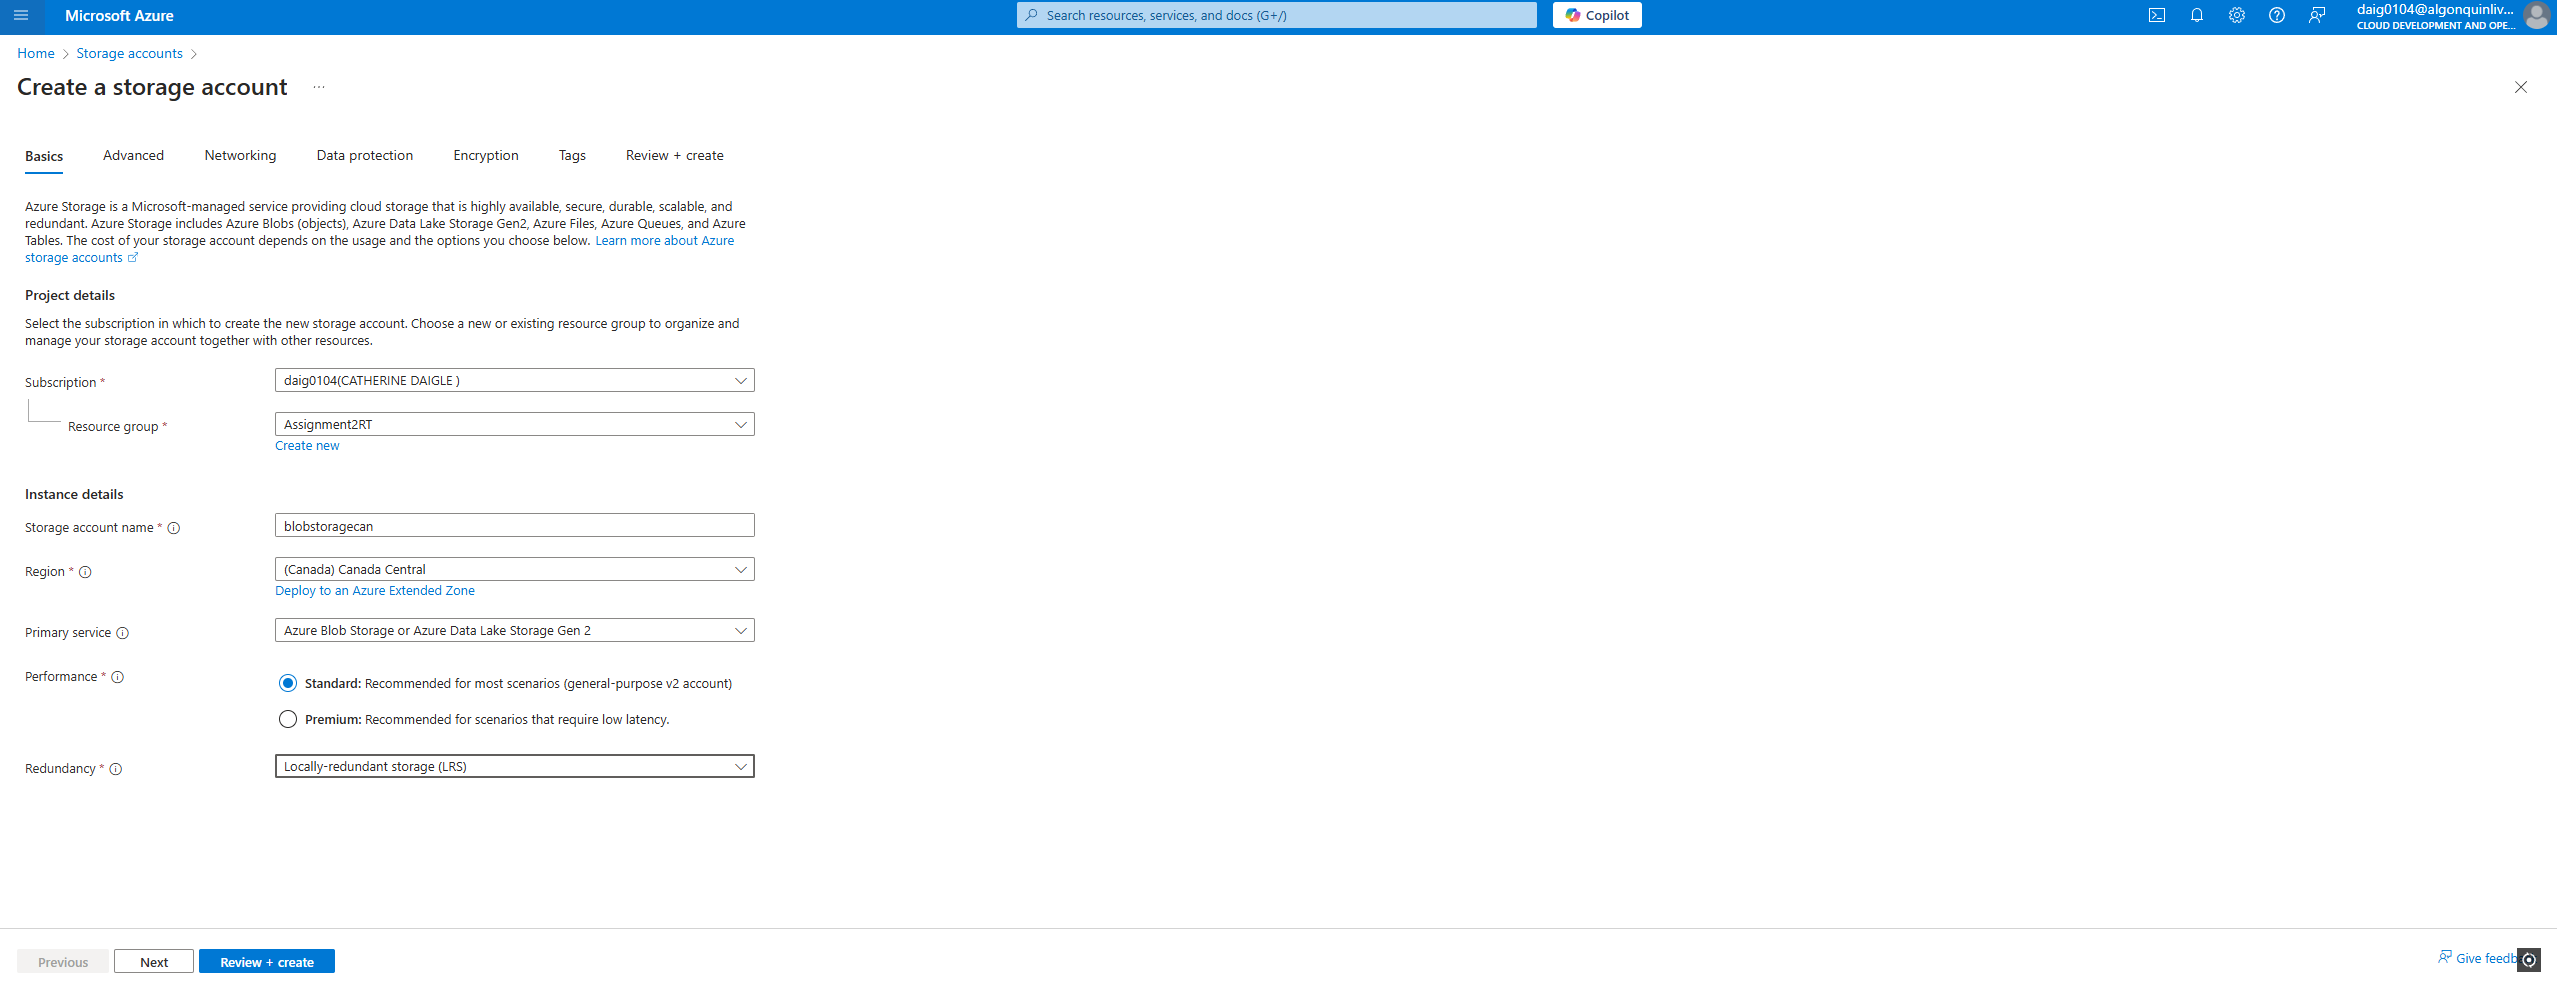 Microsoft Azure
Search resources, services, and docs (G+/)
Copilot
daig0104@algonquinliv...
CLOUD DEVELOPMENT AND OPE...
Home > Storage accounts >
Create a storage account ...
Basics
Advanced
Networking
Data protection
Encryption
Tags
Review + create
Azure Storage is a Microsoft-managed service providing cloud storage that is highly available, secure, durable, scalable, and
redundant. Azure Storage includes Azure Blobs (objects), Azure Data Lake Storage Gen2, Azure Files, Azure Queues, and Azure
Tables. The cost of your storage account depends on the usage and the options you choose below. Learn more about Azure
storage accounts
Project details
Select the subscription in which to create the new storage account. Choose a new or existing resource group to organize and
manage your storage account together with other resources.
Subscription *
daig0104(CATHERINE DAIGLE )
Resource group *
Assignment2RT
Create new
Instance details
Storage account name *
blobstoragecan
Region *
(Canada) Canada Central
Deploy to an Azure Extended Zone
Primary service
Azure Blob Storage or Azure Data Lake Storage Gen 2
Performance *
Standard: Recommended for most scenarios (general-purpose v2 account)
Premium: Recommended for scenarios that require low latency.
Redundancy *
Locally-redundant storage (LRS)
Previous
Next
Review + create
Give feedb